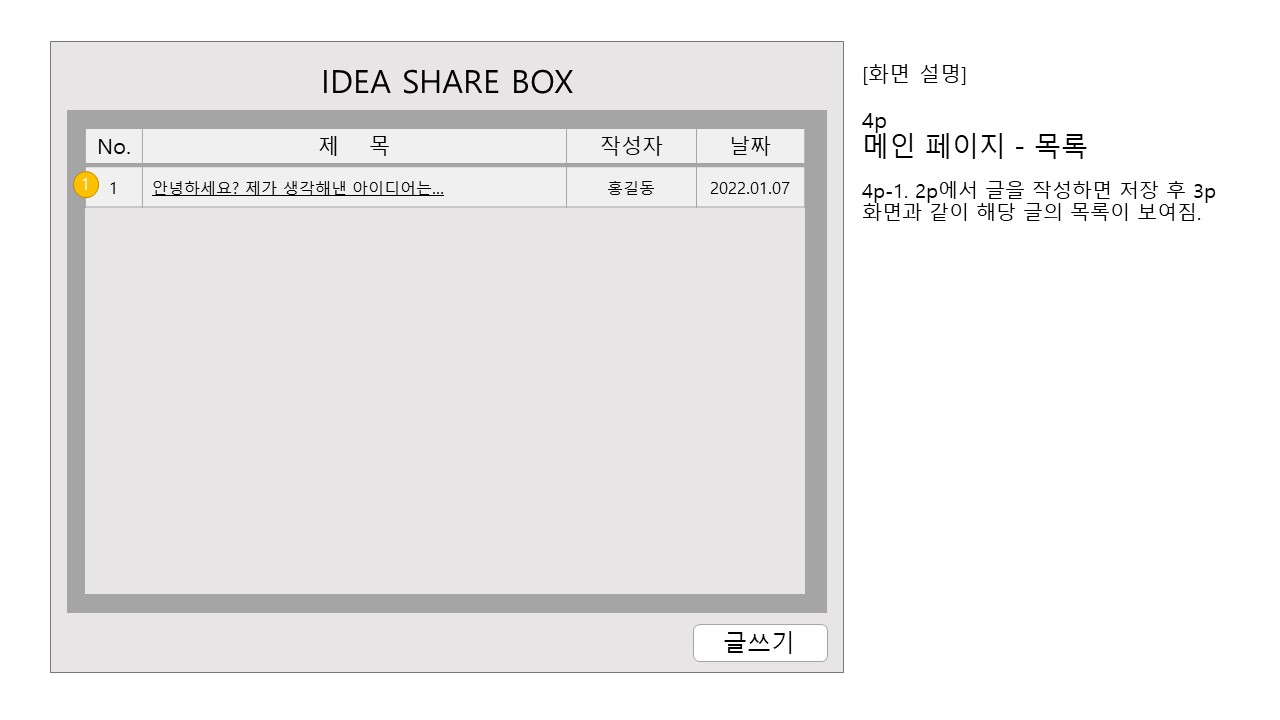 IDEA SHARE BOX
No. 제 목 작성자 날짜
1 1 안녕하세요? 제가 생각해낸 아이디어는... 홍길동 2022.01.07
글쓰기
[화면 설명]
4p
메인 페이지 - 목록
4p-1. 2p에서 글을 작성하면 저장 후 3p
화면과 같이 해당 글의 목록이 보여짐.